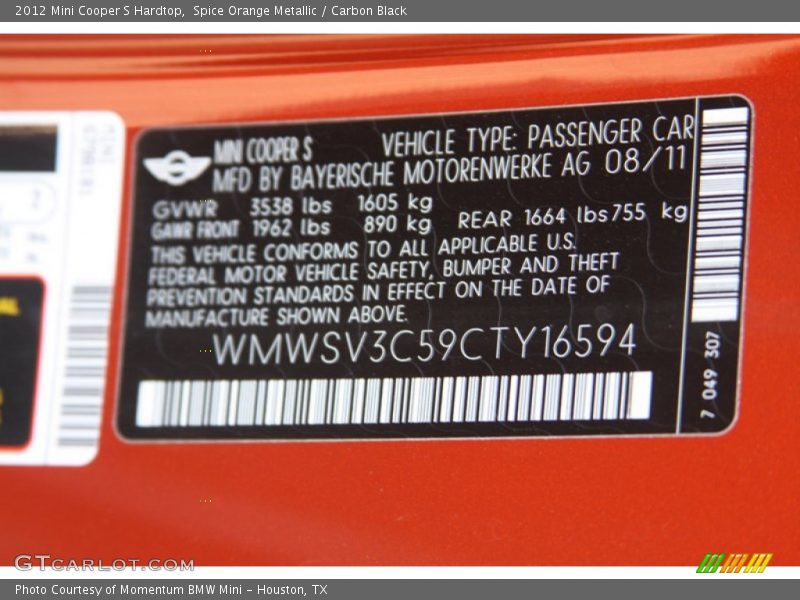 2012 Mini Cooper S Hardtop,  Spice Orange Metallic / Carbon Black
MINI COOPER S VEHICLE TYPE: PASSENGER CAR
MFD BY BAYERISCHE MOTORENWERKE AG 08/11
GVWR 3538 lbs 1605 kg
GAWR FRONT 1962 lbs 890 kg REAR 1664 lbs 755 kg
THIS VEHICLE CONFORMS TO ALL APPLICABLE U.S.
FEDERAL MOTOR VEHICLE SAFETY, BUMPER AND THEFT
PREVENTION STANDARDS IN EFFECT ON THE DATE OF
MANUFACTURE SHOWN ABOVE.
WMWSV3C59CTY16594
7 049 307
GTcarlot.com
Photo Courtesy of Momentum BMW Mini - Houston, TX